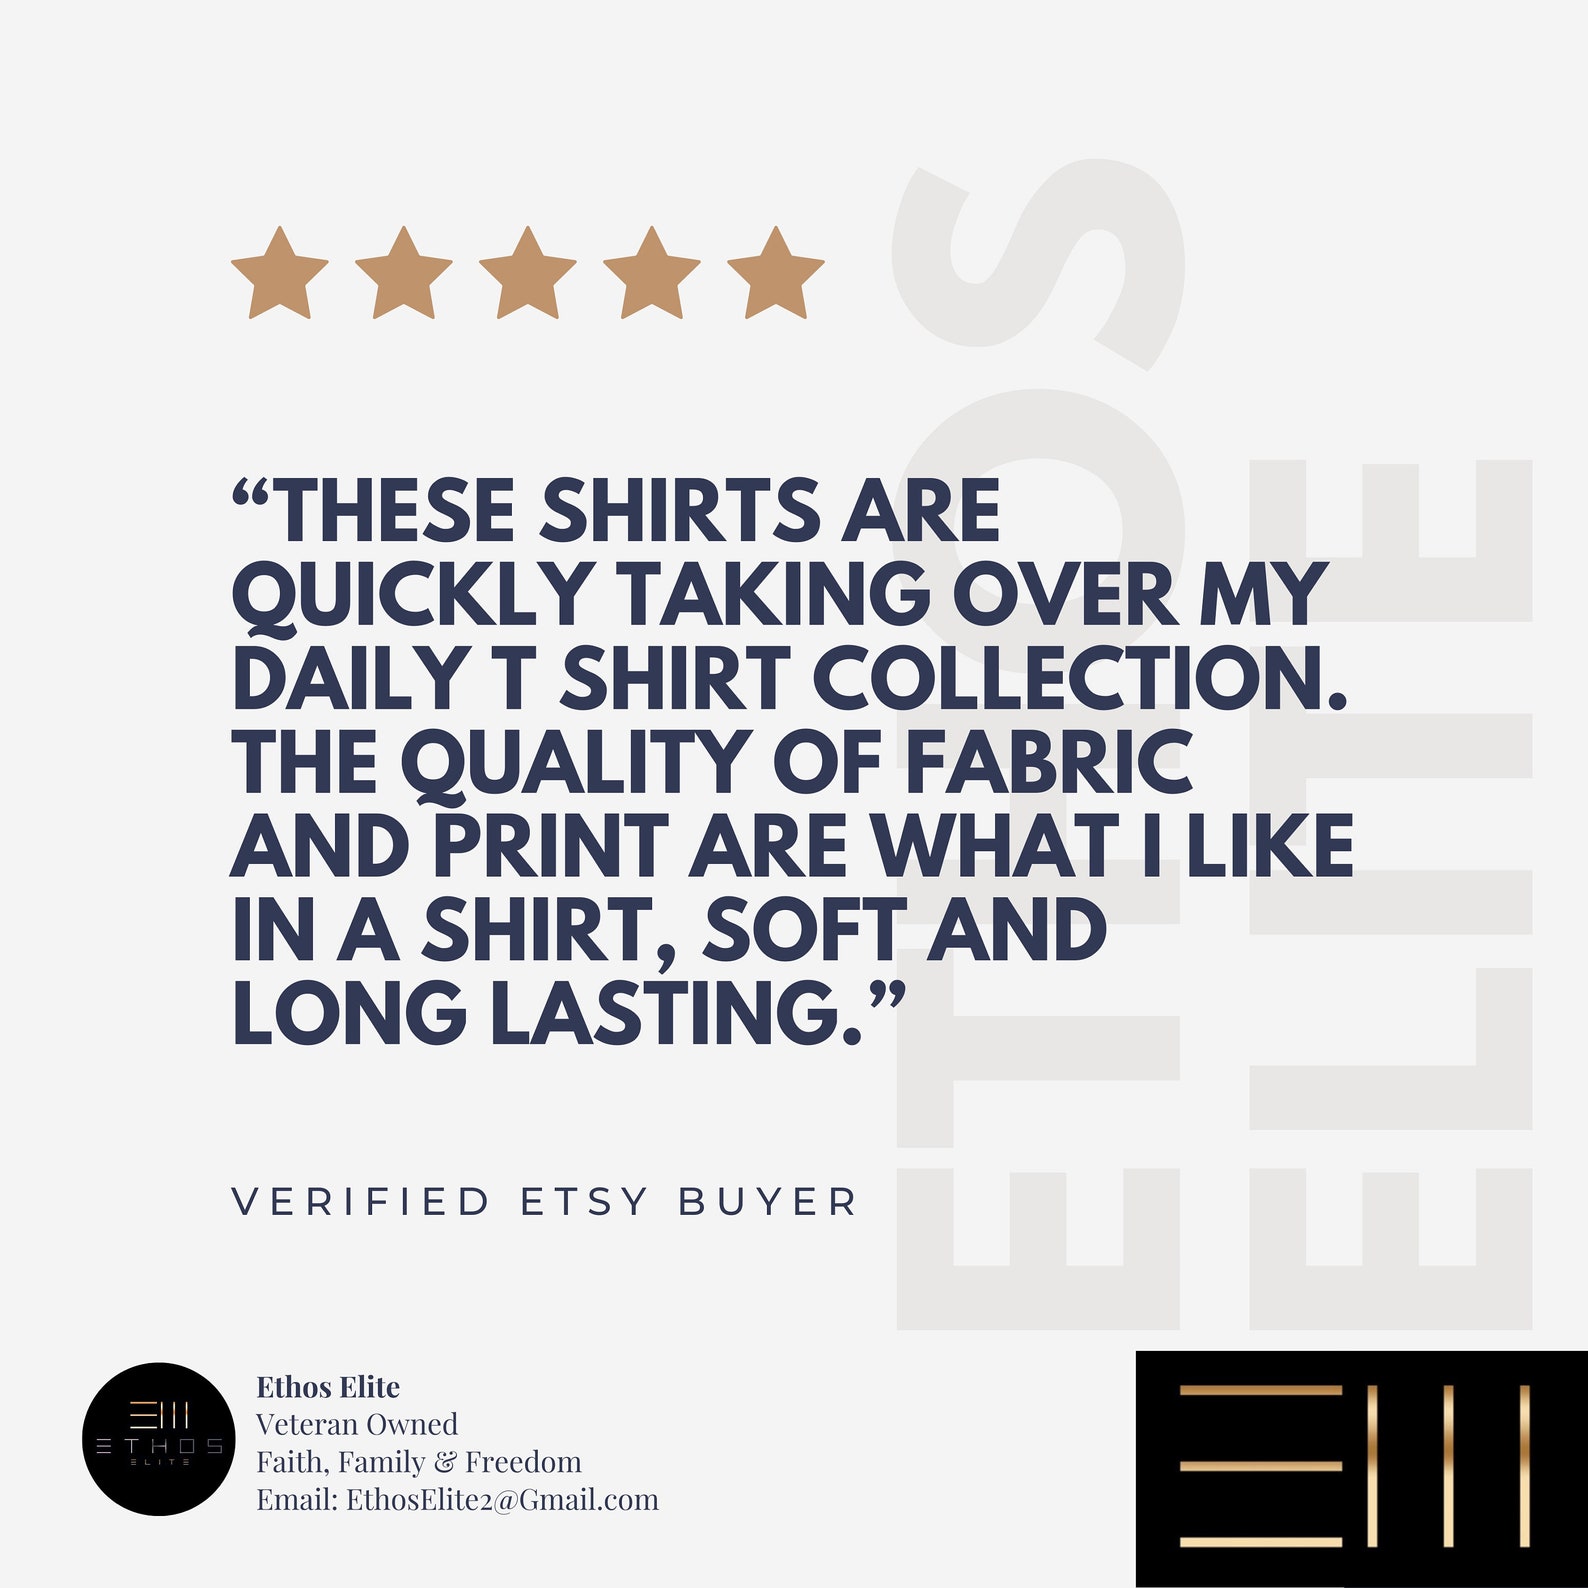 “THESE SHIRTS ARE
QUICKLY TAKING OVER MY
DAILY T SHIRT COLLECTION.
THE QUALITY OF FABRIC
AND PRINT ARE WHAT I LIKE
IN A SHIRT, SOFT AND
LONG LASTING.”
VERIFIED ETSY BUYER
ETHOS
ELITE
ETHOS
ELITE
Ethos Elite
Veteran Owned
Faith, Family & Freedom
Email: EthosElite2@Gmail.com